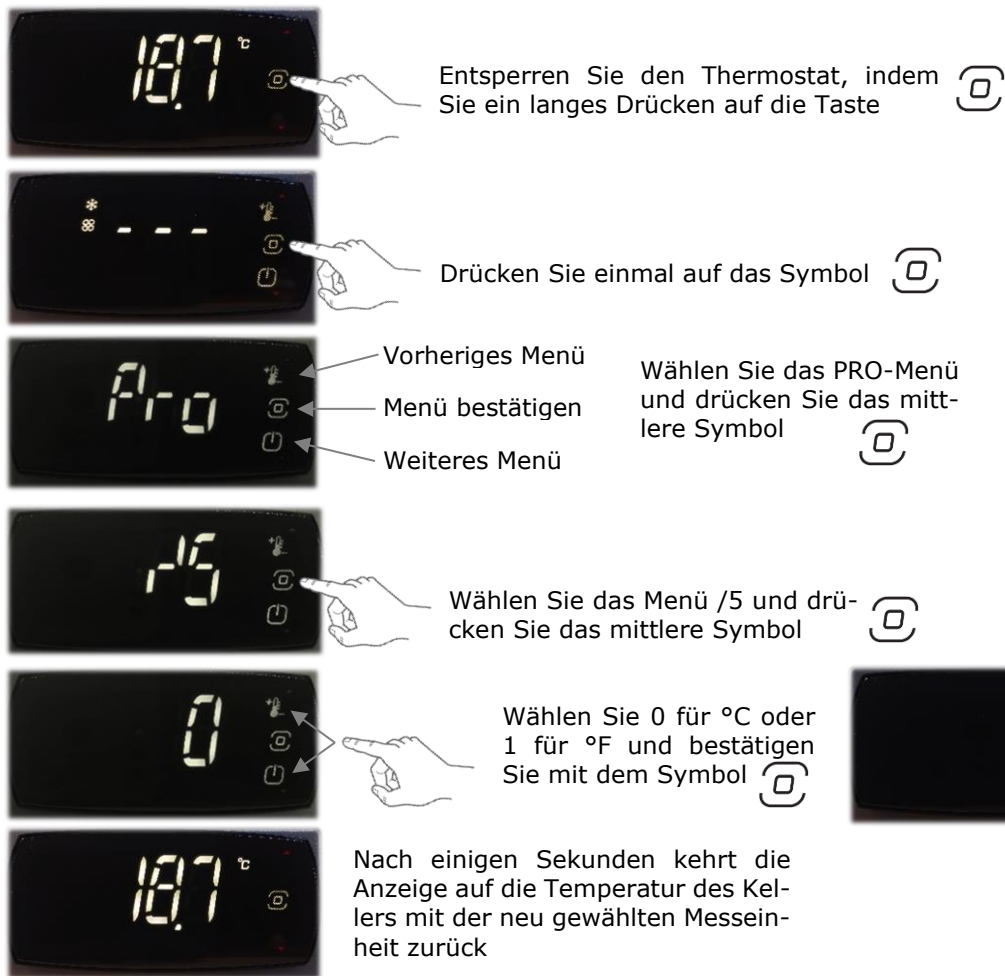 18.7 °C
Entsperren Sie den Thermostat, indem
Sie ein langes Drücken auf die Taste
- - -
Drücken Sie einmal auf das Symbol
Pro
Vorheriges Menü
Menü bestätigen
Weiteres Menü
Wählen Sie das PRO-Menü
und drücken Sie das mitt-
lere Symbol
r/5
Wählen Sie das Menü /5 und drü-
cken Sie das mittlere Symbol
0
Wählen Sie 0 für °C oder
1 für °F und bestätigen
Sie mit dem Symbol
18.7 °C
Nach einigen Sekunden kehrt die
Anzeige auf die Temperatur des Kel-
lers mit der neu gewählten Messein-
heit zurück